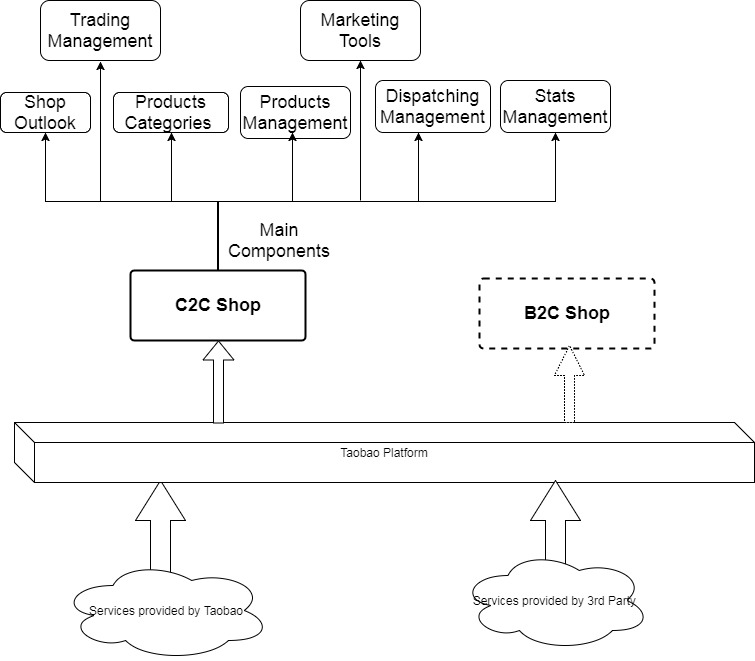 Trading
Management
Marketing
Tools
Shop
Outlook
Products
Categories
Products
Management
Dispatching
Management
Stats
Management
Main
Components
C2C Shop
B2C Shop
Taobao Platform
Services provided by Taobao
Services provided by 3rd Party